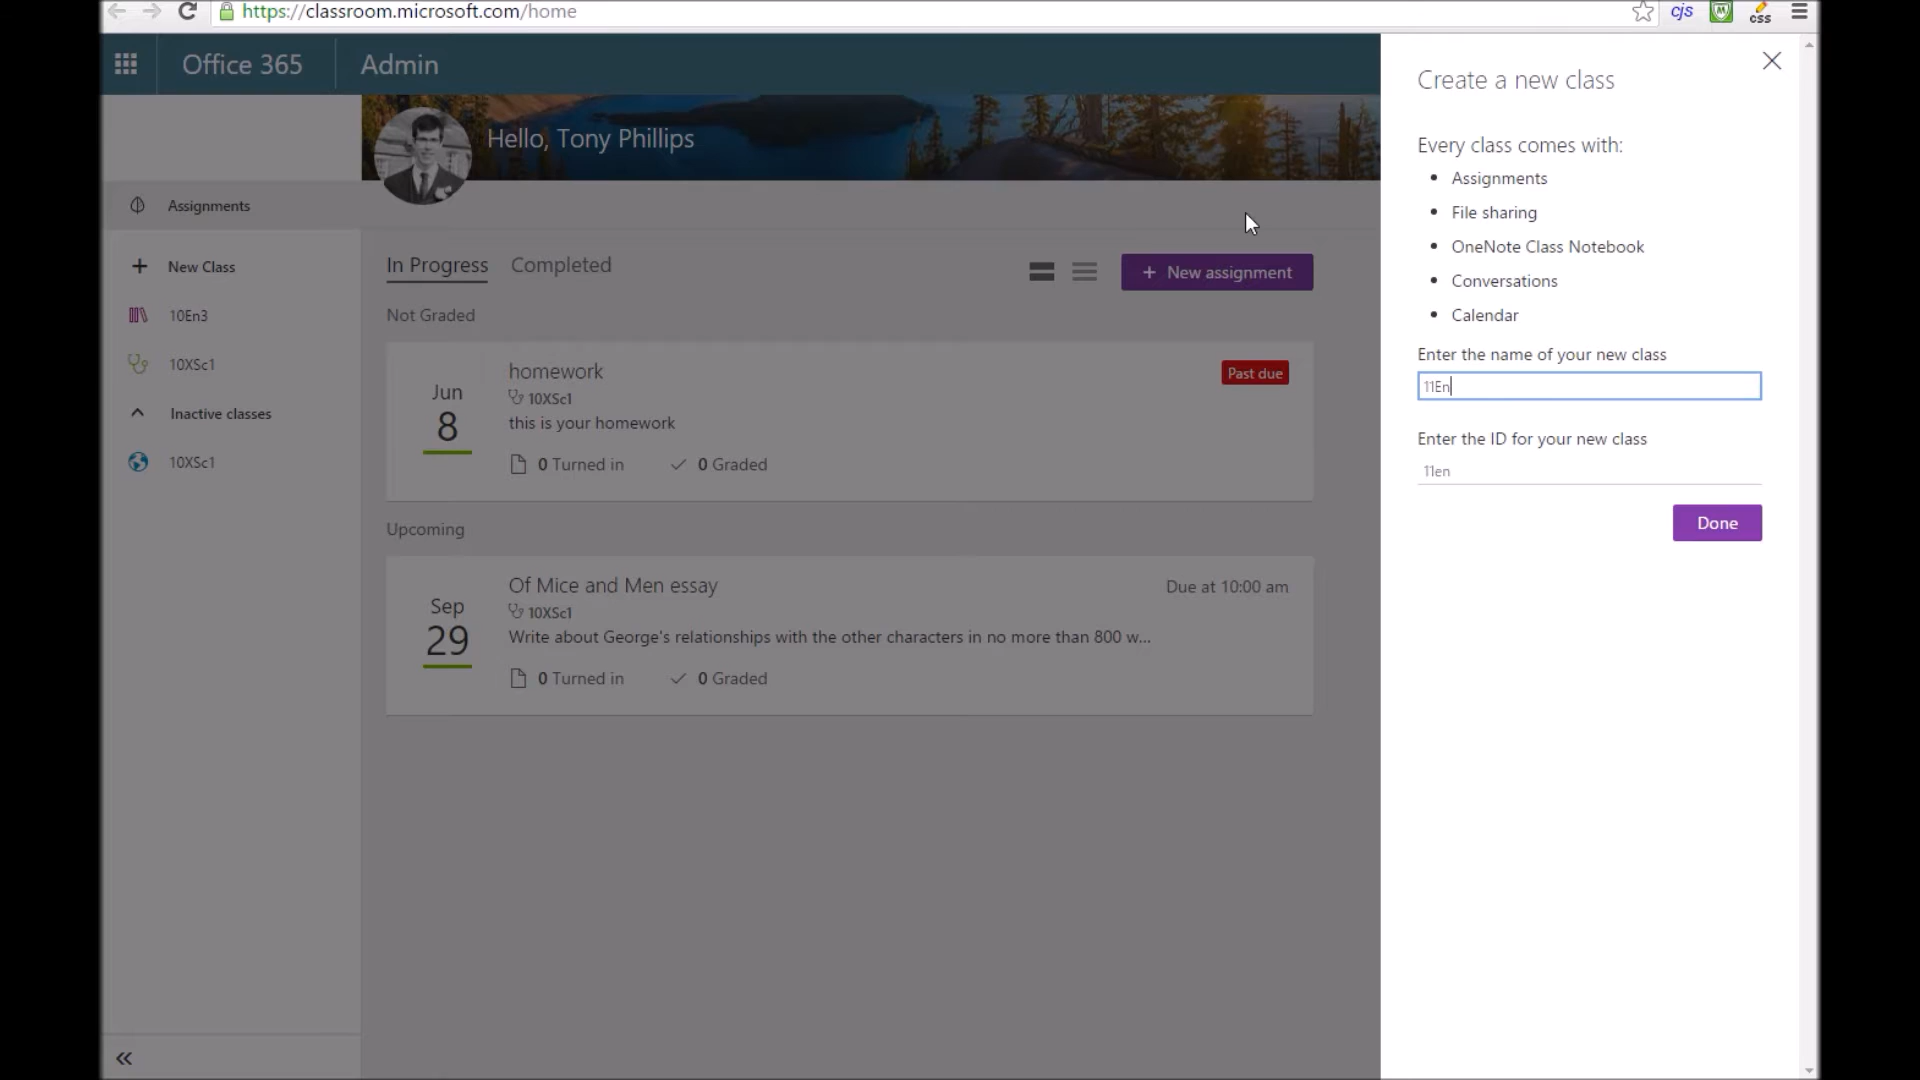 https://classroom.microsoft.com/home
cjs
css
Office 365
Admin
Hello, Tony Phillips
Assignments
New Class
10En3
10XSc1
Inactive classes
10XSc1
In Progress
Completed
+ New assignment
Not Graded
Jun
8
homework
10XSc1
this is your homework
0 Turned in
0 Graded
Past due
Upcoming
Sep
29
Of Mice and Men essay
Due at 10:00 am
10XSc1
Write about George's relationships with the other characters in no more than 800 w...
0 Turned in
0 Graded
Create a new class
Every class comes with:
• Assignments
• File sharing
• OneNote Class Notebook
• Conversations
• Calendar
Enter the name of your new class
11En
Enter the ID for your new class
11en
Done